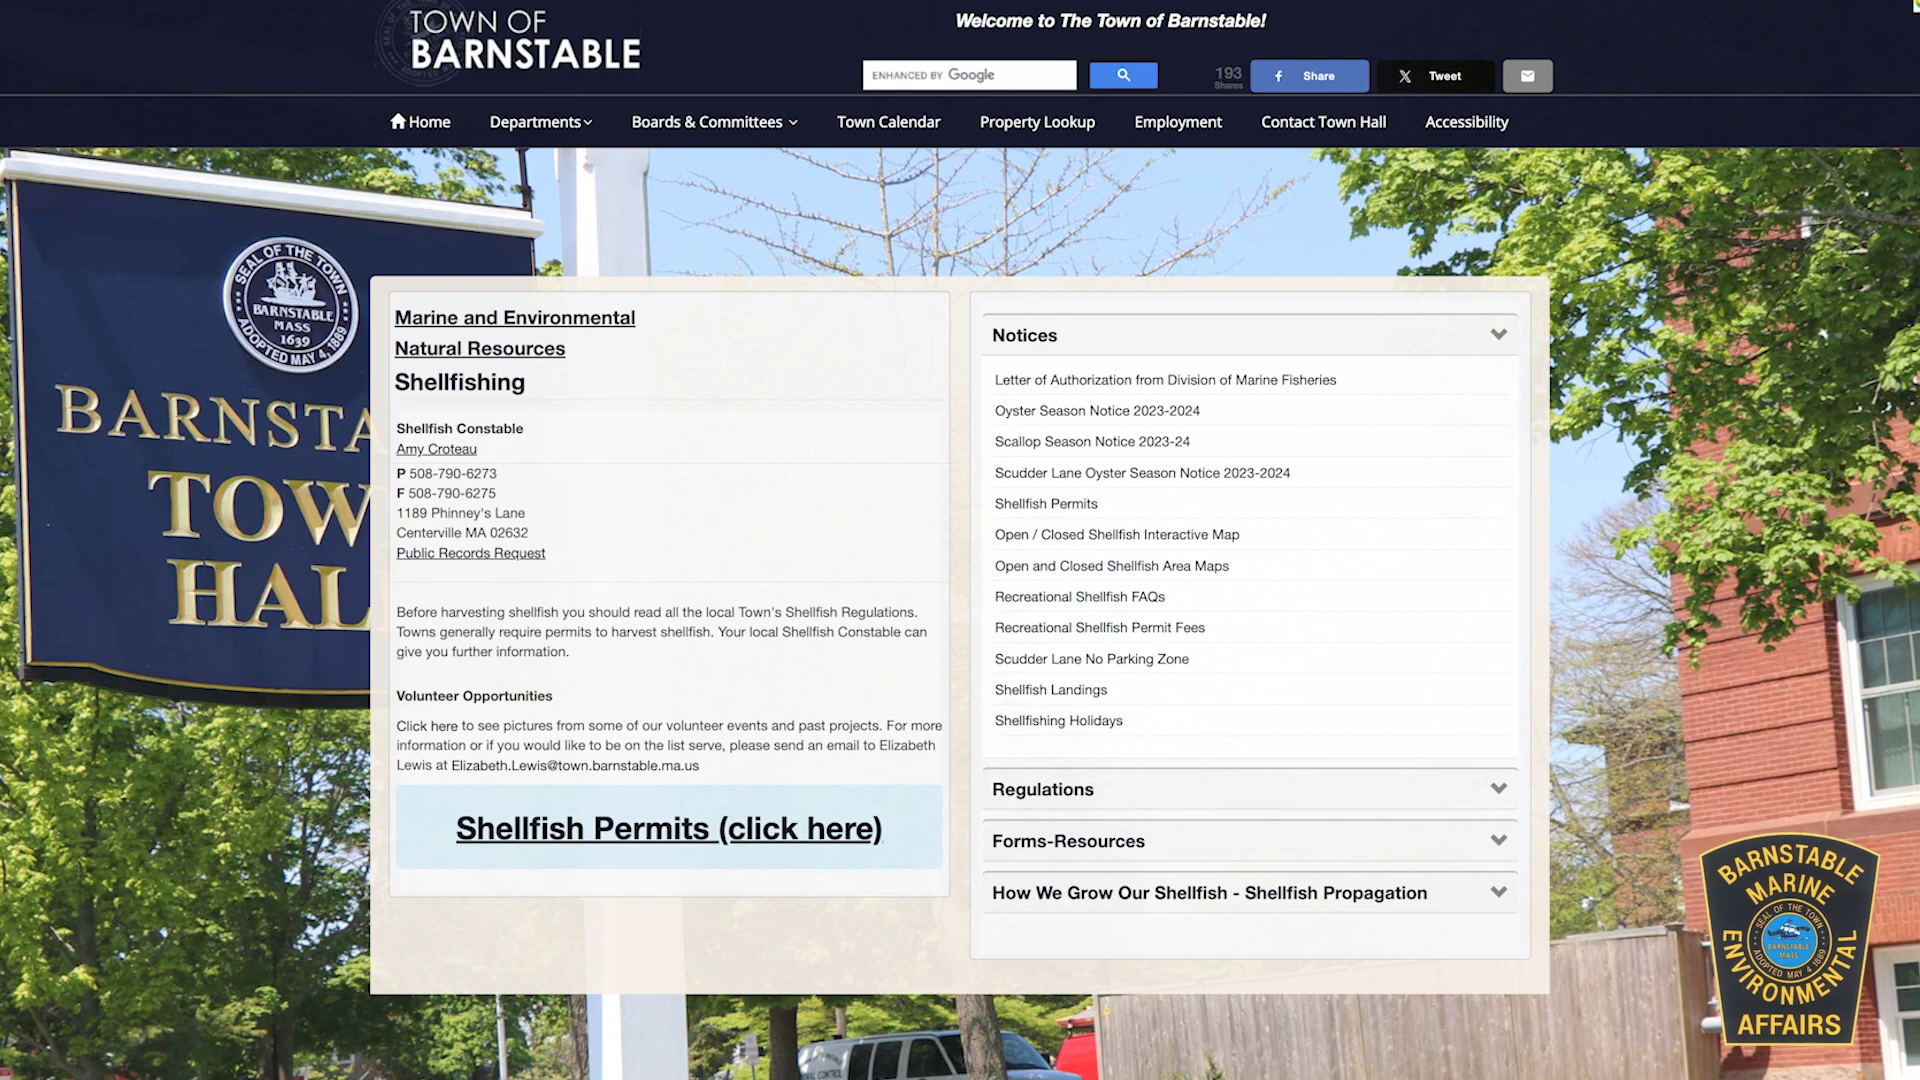 TOWN OF
BARNSTABLE
Welcome to The Town of Barnstable!
ENHANCED BY Google
193
Shares
Share
Tweet
Home
Departments
Boards & Committees
Town Calendar
Property Lookup
Employment
Contact Town Hall
Accessibility
SEAL OF THE TOWN
BARNSTABLE
MASS
1639
ADOPTED MAY 4, 1889
BARNSTA
TOW
HAL
Marine and Environmental
Natural Resources
Shellfishing
Shellfish Constable
Amy Croteau
P 508-790-6273
F 508-790-6275
1189 Phinney's Lane
Centerville MA 02632
Public Records Request
Before harvesting shellfish you should read all the local Town's Shellfish Regulations.
Towns generally require permits to harvest shellfish. Your local Shellfish Constable can
give you further information.
Volunteer Opportunities
Click here to see pictures from some of our volunteer events and past projects. For more
information or if you would like to be on the list serve, please send an email to Elizabeth
Lewis at Elizabeth.Lewis@town.barnstable.ma.us
Shellfish Permits (click here)
Notices
Letter of Authorization from Division of Marine Fisheries
Oyster Season Notice 2023-2024
Scallop Season Notice 2023-24
Scudder Lane Oyster Season Notice 2023-2024
Shellfish Permits
Open / Closed Shellfish Interactive Map
Open and Closed Shellfish Area Maps
Recreational Shellfish FAQs
Recreational Shellfish Permit Fees
Scudder Lane No Parking Zone
Shellfish Landings
Shellfishing Holidays
Regulations
Forms-Resources
How We Grow Our Shellfish - Shellfish Propagation
BARNSTABLE
MARINE
SEAL OF THE TOWN
BARNSTABLE
MASS
ADOPTED MAY 4 1889
ENVIRONMENTAL
AFFAIRS